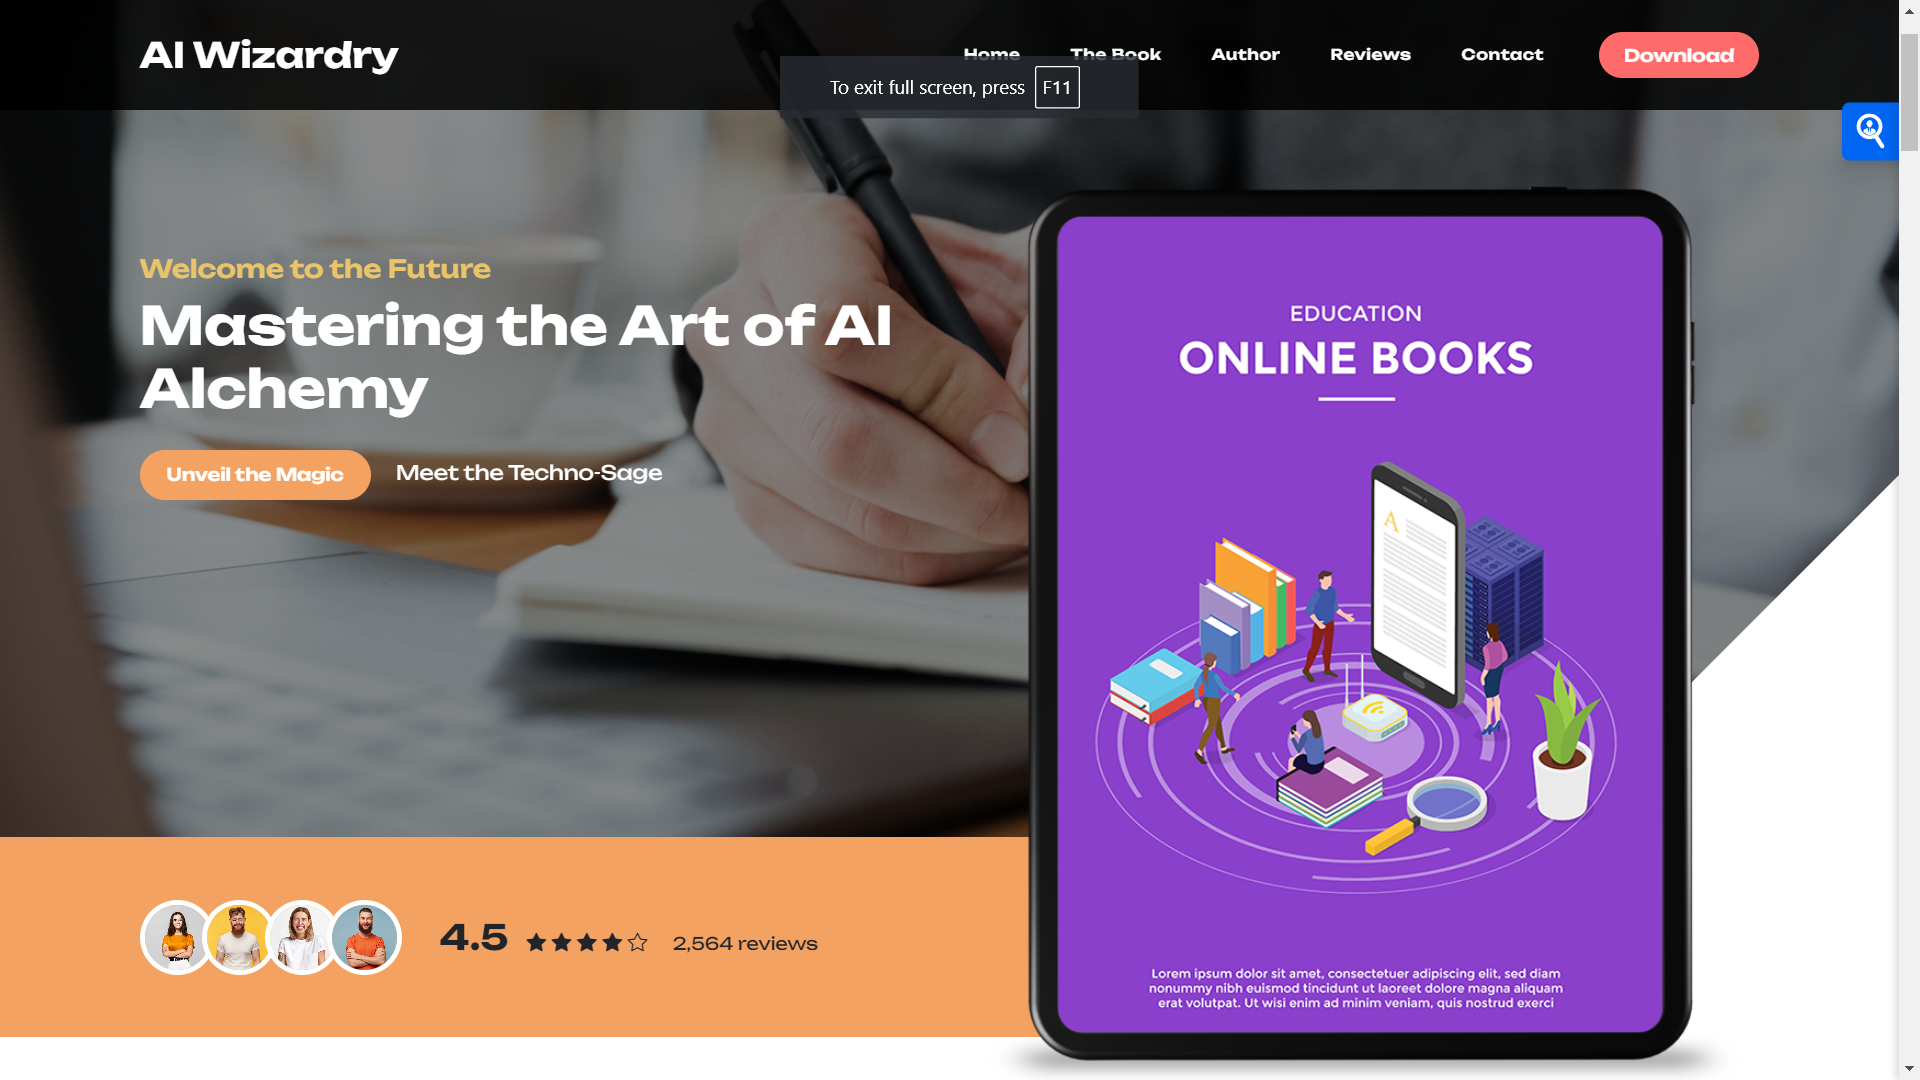 AI Wizardry
Home
The Book
Author
Reviews
Contact
Download
To exit full screen, press F11
Welcome to the Future
Mastering the Art of AI
Alchemy
Unveil the Magic
Meet the Techno-Sage
EDUCATION
ONLINE BOOKS
A
4.5
2,564 reviews
Lorem ipsum dolor sit amet, consectetuer adipiscing elit, sed diam
nonummy nibh euismod tincidunt ut laoreet dolore magna aliquam
erat volutpat. Ut wisi enim ad minim veniam, quis nostrud exerci